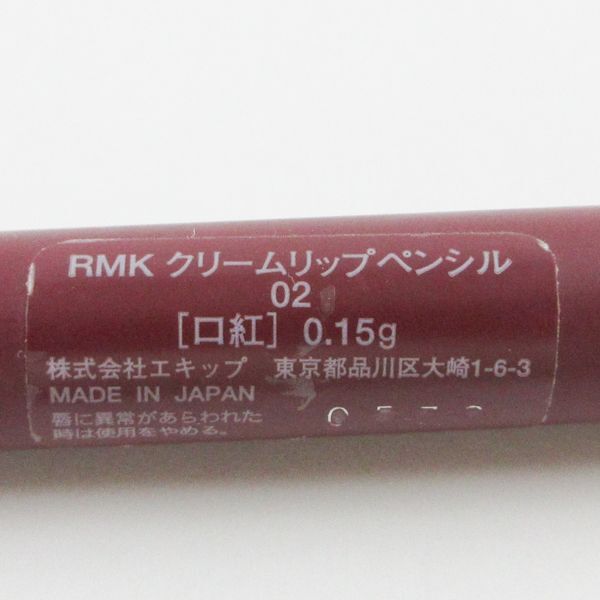 RMK クリームリップペンシル
02
［口紅］ 0.15g
株式会社エキップ 東京都品川区大崎1-6-3
MADE IN JAPAN
唇に異常があらわれた
時は使用をやめる。